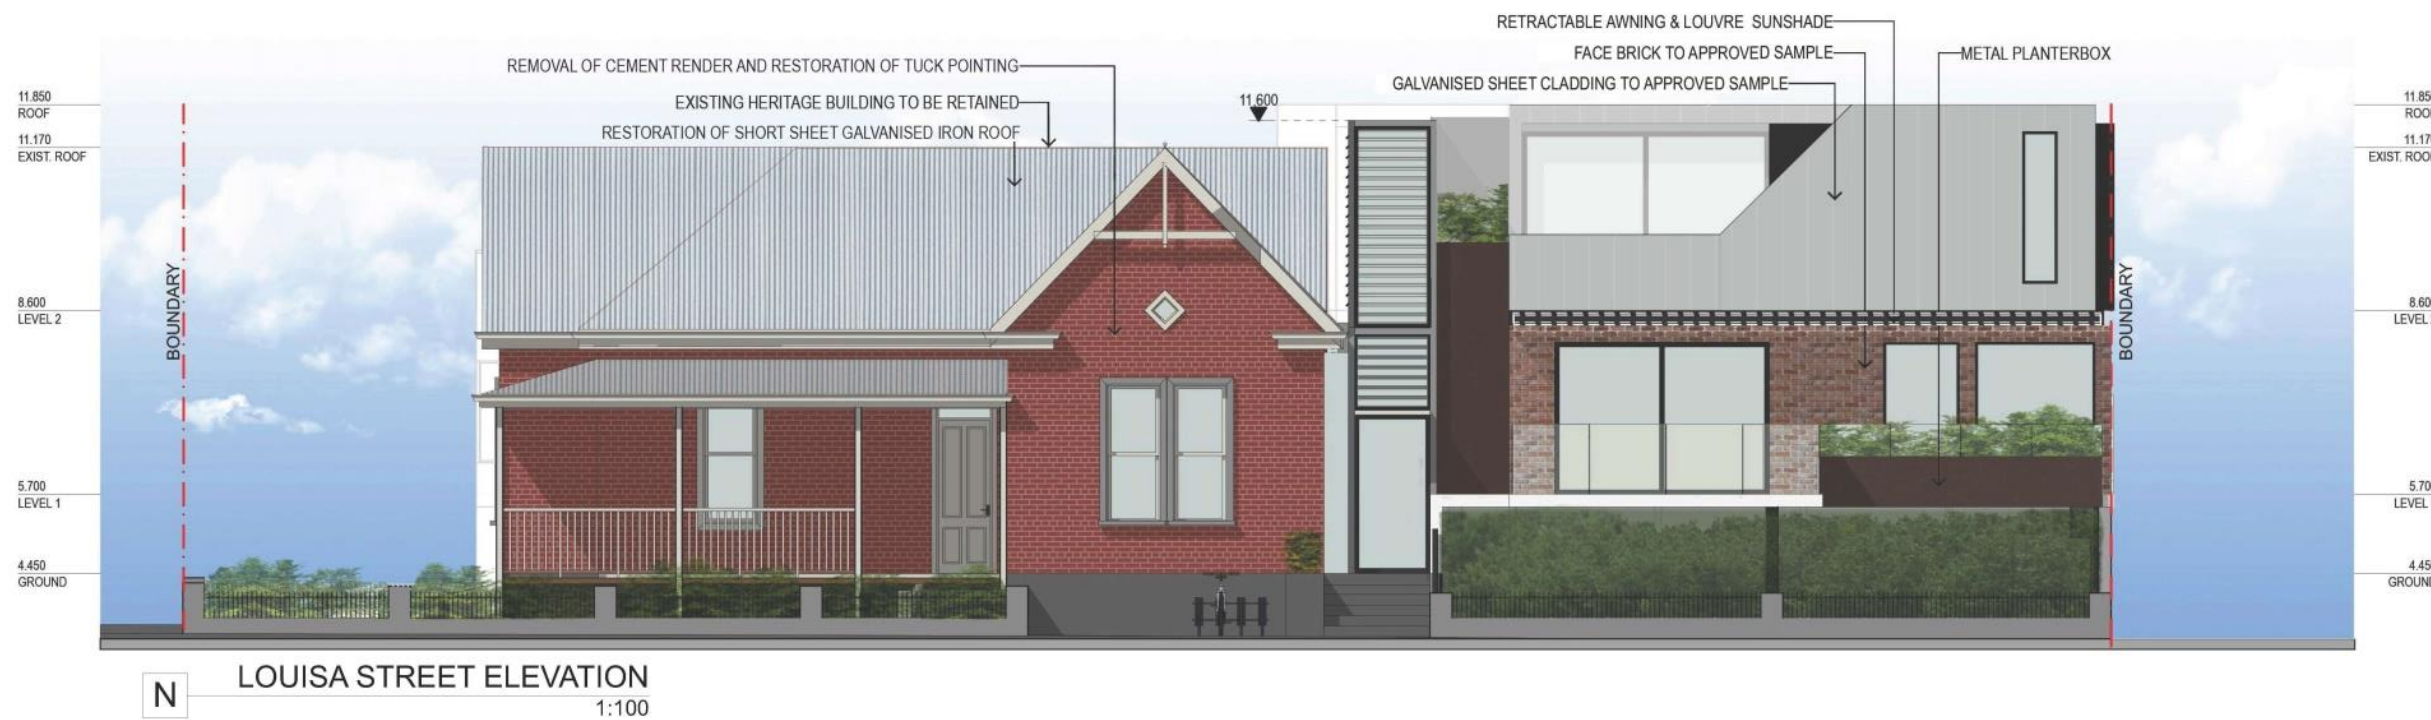 RETRACTABLE AWNING & LOUVRE SUNSHADE
FACE BRICK TO APPROVED SAMPLE
METAL PLANTERBOX
REMOVAL OF CEMENT RENDER AND RESTORATION OF TUCK POINTING
GALVANISED SHEET CLADDING TO APPROVED SAMPLE
EXISTING HERITAGE BUILDING TO BE RETAINED
RESTORATION OF SHORT SHEET GALVANISED IRON ROOF
11.600
11.850
ROOF
11.170
EXIST. ROOF
8.600
LEVEL 2
5.700
LEVEL 1
4.450
GROUND
BOUNDARY
BOUNDARY
11.85
ROO
11.170
EXIST. ROO
8.60
LEVEL
5.70
LEVEL
4.45
GROUND
N
LOUISA STREET ELEVATION
1:100